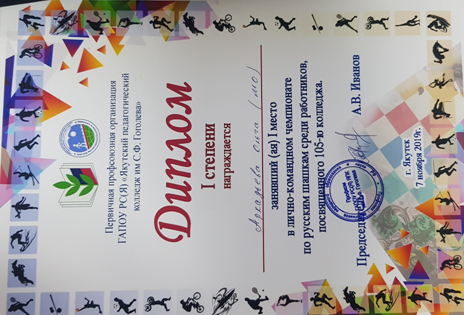 Первичная профсоюзная организация
ГАПОУ РС(Я) «Якутский педагогический
колледж им С.Ф. Гоголева»
Диплом
I степени
награждается
Ольга
занявший (ая) I место
в лично-командном чемпионате
по русским шашкам среди работников,
посвященного 105-ю колледжа.
Председатель А.В. Иванов
г. Якутск
7 ноября 2019г.